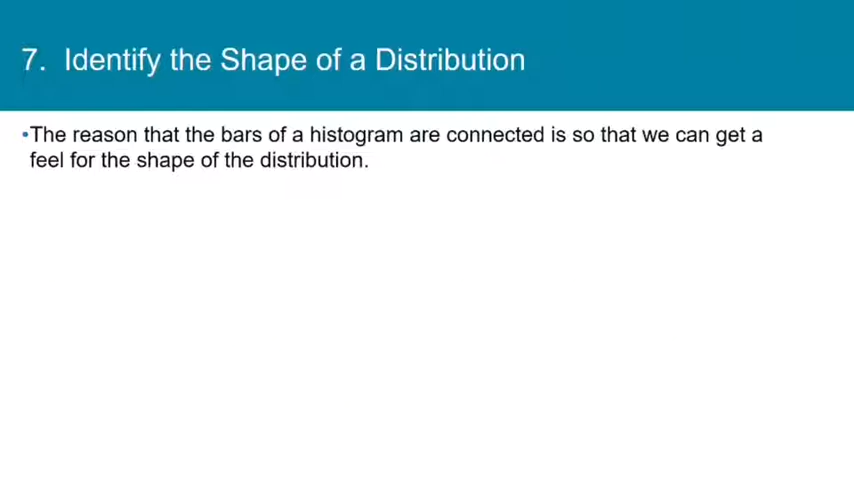 7. Identify the Shape of a Distribution
•The reason that the bars of a histogram are connected is so that we can get a
feel for the shape of the distribution.